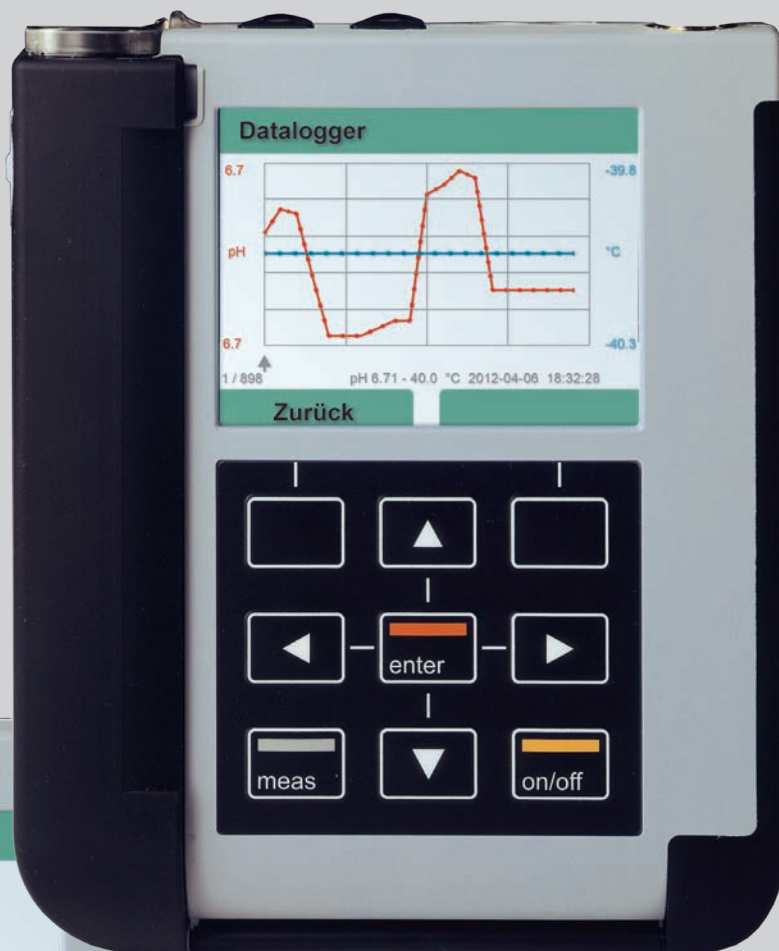 Datalogger
6.7 -39.8
pH °C
6.7 -40.3
1 / 898 pH 6.71 - 40.0 °C 2012-04-06 18:32:28
Zurück
enter
meas on/off